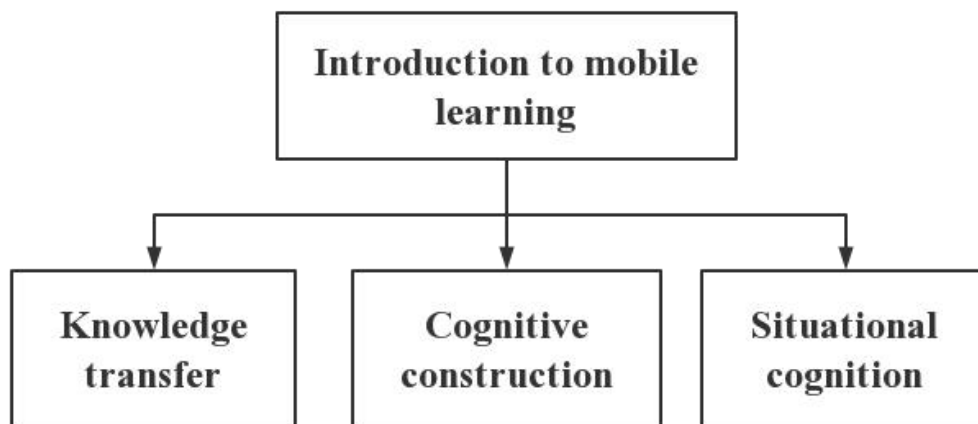 Introduction to mobile
learning
Knowledge
transfer
Cognitive
construction
Situational
cognition